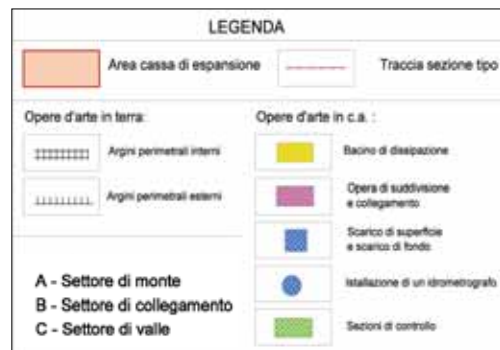 LEGENDA
Area cassa di espansione
Traccia sezione tipo
Opere d'arte in terra:
Argini perimetrali interni
Argini perimetrali esterni
A - Settore di monte
B - Settore di collegamento
C - Settore di valle
Opere d'arte in c.a. :
Bacino di dissipazione
Opera di suddivisione
e collegamento
Scarico di superficie
e scarico di fondo
Istallazione di un idrometrografo
Sezioni di controllo